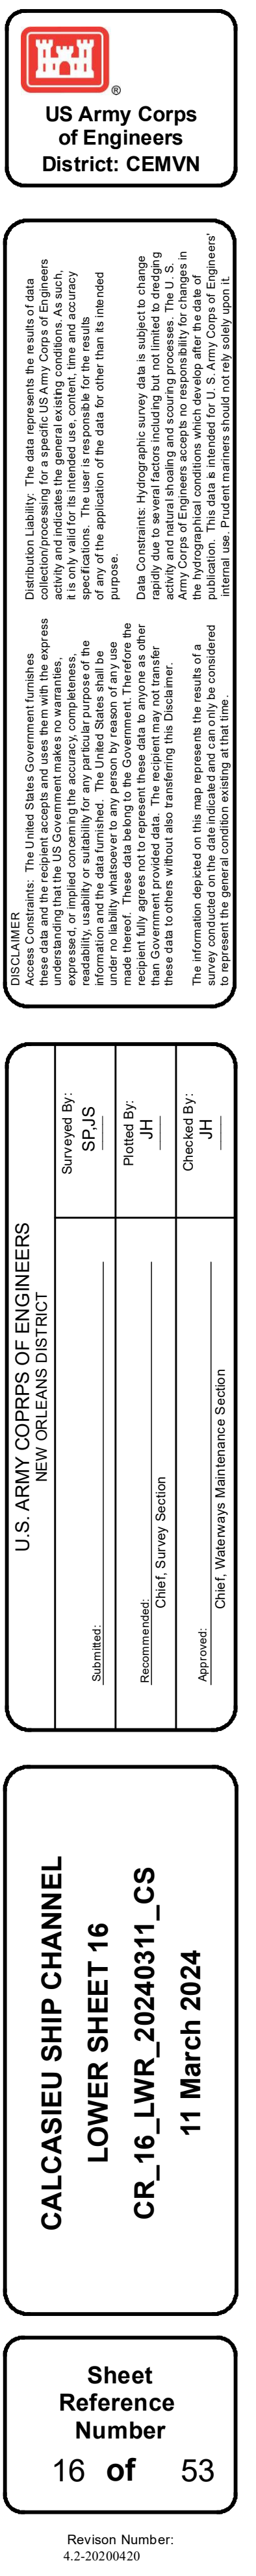 ®
US Army Corps
of Engineers
District: CEMVN
DISCLAIMER
Access Constraints: The United States Government furnishes
these data and the recipient accepts and uses them with the express
understanding that the US Government makes no warranties,
expressed, or implied concerning the accuracy, completeness,
readability, usability or suitability for any particular purpose of the
information and the data furnished. The United States shall be
under no liability whatsoever to any person by reason of any use
made thereof. These data belong to the Government. Therefore the
recipient fully agrees not to represent these data to anyone as other
than Government provided data. The recipient may not transfer
these data to others without also transferring this Disclaimer.
The information depicted on this map represents the results of a
survey conducted on the date indicated and can only be considered
to represent the general condition existing at that time.
Distribution Liability: The data represents the results of data
collection/processing for a specific US Army Corps of Engineers
activity and indicates the general existing conditions. As such,
it is only valid for its intended use, content, time and accuracy
specifications. The user is responsible for the results
of any of the application of the data for other than its intended
purpose.
Data Constraints: Hydrographic survey data is subject to change
rapidly due to several factors including but not limited to dredging
activity and natural shoaling and scouring processes. The U. S.
Army Corps of Engineers accepts no responsibility for changes in
the hydrographical conditions which develop after the date of
publication. This data is intended for U. S. Army Corps of Engineers'
internal use. Prudent mariners should not rely solely upon it.
U.S. ARMY COPRPS OF ENGINEERS
NEW ORLEANS DISTRICT
Submitted:
Surveyed By:
SP,JS
Recommended:
Chief, Survey Section
Plotted By:
JH
Approved:
Chief, Waterways Maintenance Section
Checked By:
JH
CALCASIEU SHIP CHANNEL
LOWER SHEET 16
CR_16_LWR_20240311_CS
11 March 2024
Sheet
Reference
Number
16 of 53
Revison Number:
4.2-20200420